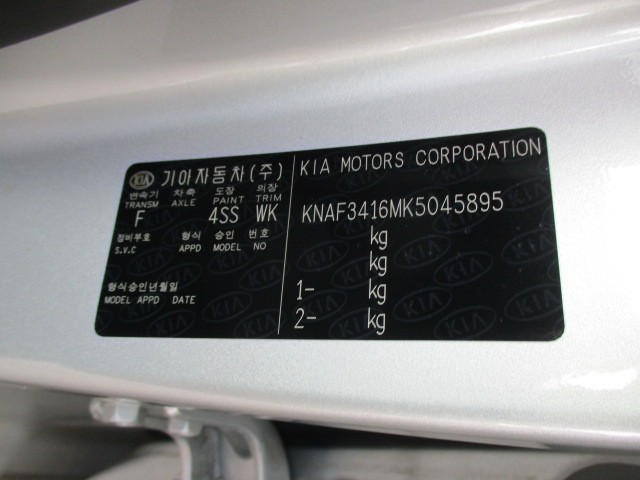 KIA 기아자동차(주)
변속기 차축 도장 의장
TRANSM AXLE PAINT TRIM
F 4SS WK
정비부호 형식 승인 번호
S.V.C APPD MODEL NO
형식승인년월일
MODEL APPD DATE
KIA MOTORS CORPORATION
KNAF3416MK5045895
kg
kg
1- kg
2- kg